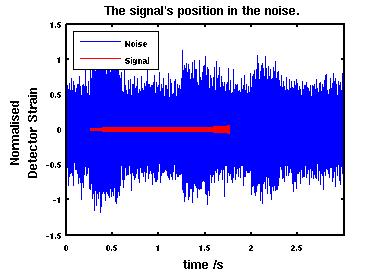 The signal's position in the noise.
Normalised
Detector Strain
1.5
1
0.5
0
-0.5
-1
-1.5
Noise
Signal
0
0.5
1
1.5
2
2.5
time /s